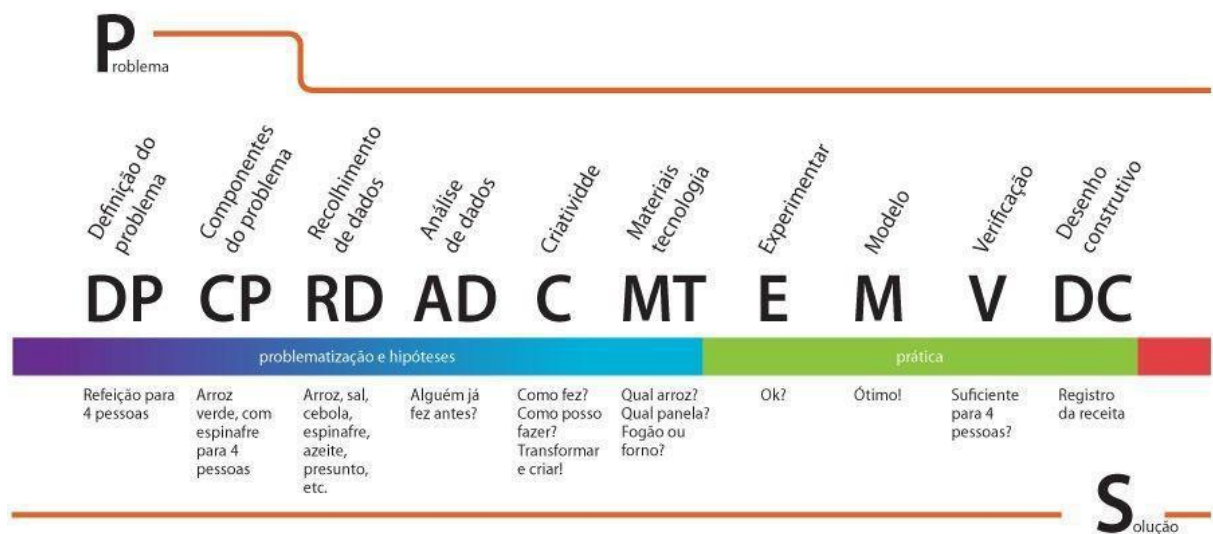 Problema
Definição do
problema
Componentes
do problema
Recolhimento
de dados
Análise
de dados
Criatividde
Materiais
tecnologia
Experimentar
Modelo
Verificação
Desenho
construtivo
DP CP RD AD C MT E M V DC
problematização e hipóteses
prática
Refeição para
4 pessoas
Arroz
verde, com
espinafre
para 4
pessoas
Arroz, sal,
cebola,
espinafre,
azeite,
presunto,
etc.
Alguém já
fez antes?
Como fez?
Como posso
fazer?
Transformar
e criar!
Qual arroz?
Qual panela?
Fogão ou
forno?
Ok?
Ótimo!
Suficiente
para 4
pessoas?
Registro
da receita
Solução